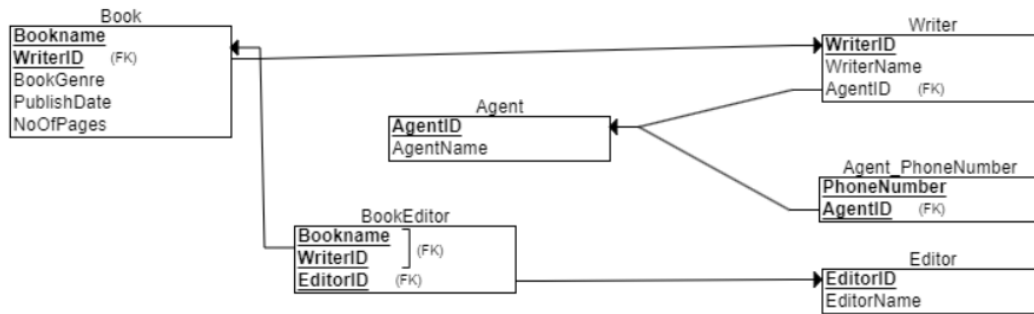 Book
Bookname
WriterID (FK)
BookGenre
PublishDate
NoOfPages
Writer
WriterID
WriterName
AgentID (FK)
Agent
AgentID
AgentName
Agent_PhoneNumber
PhoneNumber
AgentID (FK)
BookEditor
Bookname
WriterID
(FK)
EditorID (FK)
Editor
EditorID
EditorName